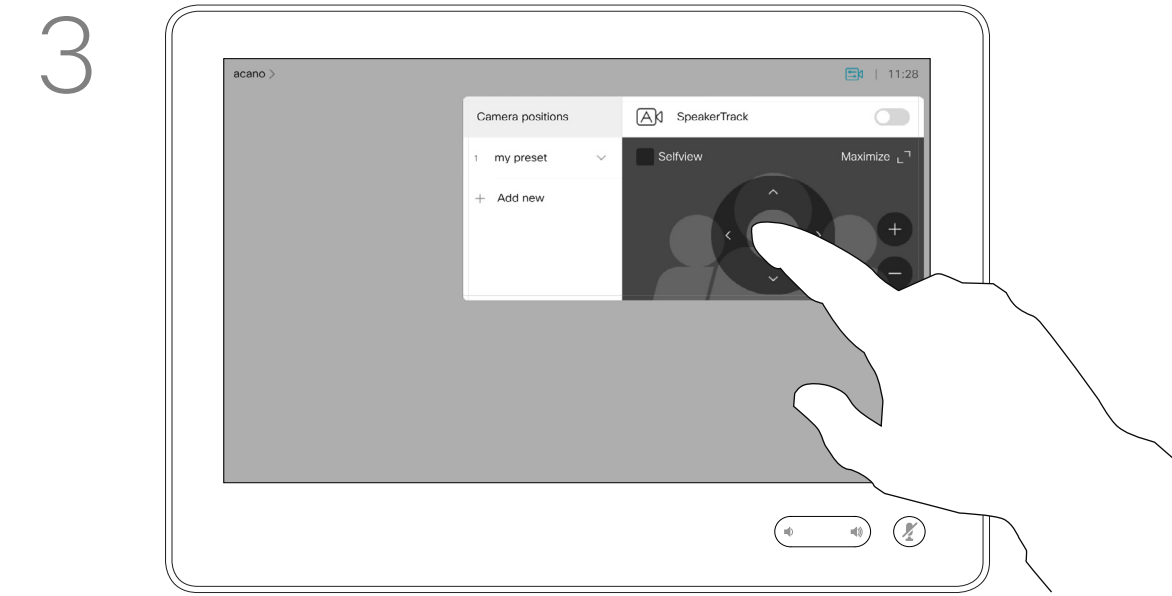 3
acano >
11:28
Camera positions
A SpeakerTrack
1 my preset
Selfview
Maximize
+ Add new
+
−